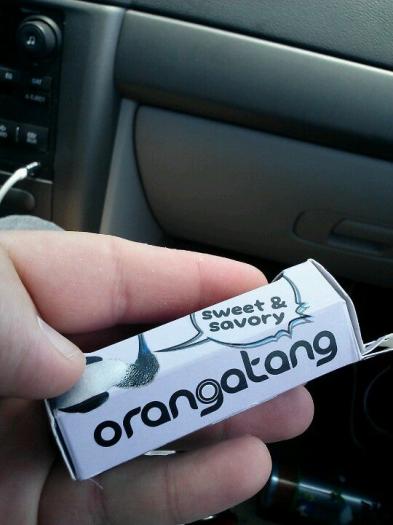 sweet &
savory
orangatang